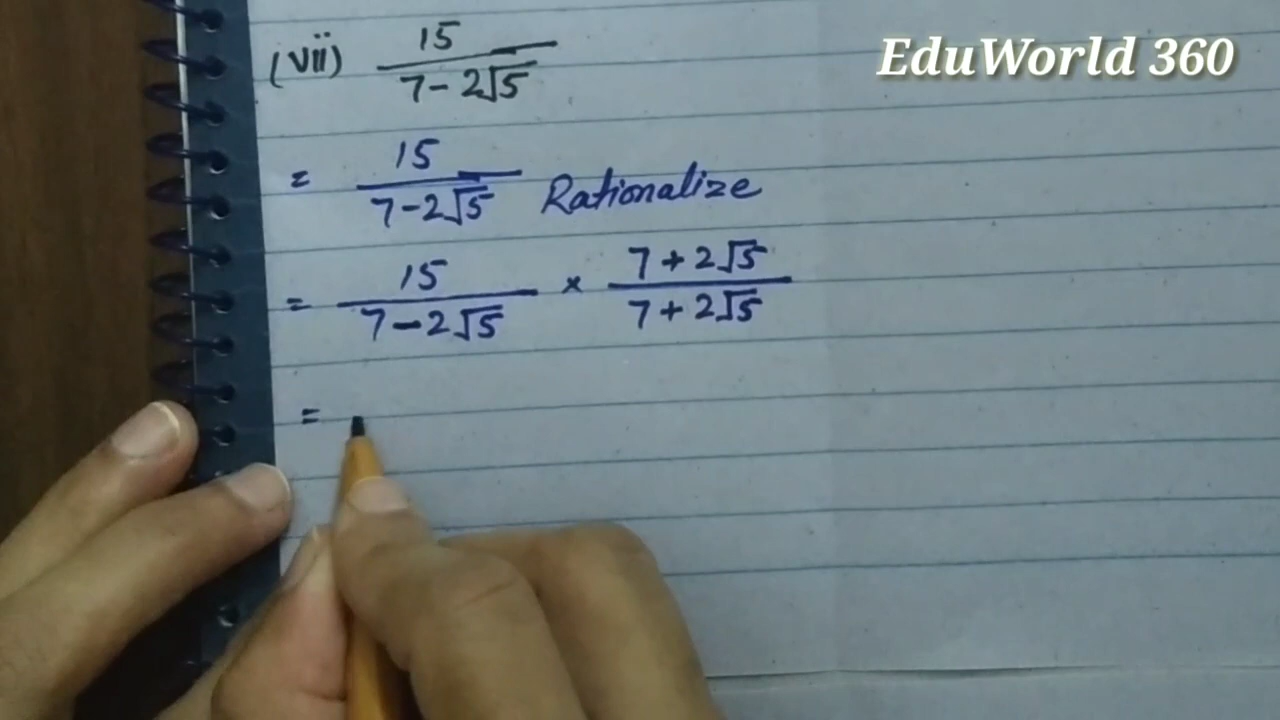 EduWorld 360
(vii) 15 / 7 - 2√5
= 15 / 7 - 2√5 Rationalize
= 15 / 7 - 2√5 × 7 + 2√5 / 7 + 2√5
=